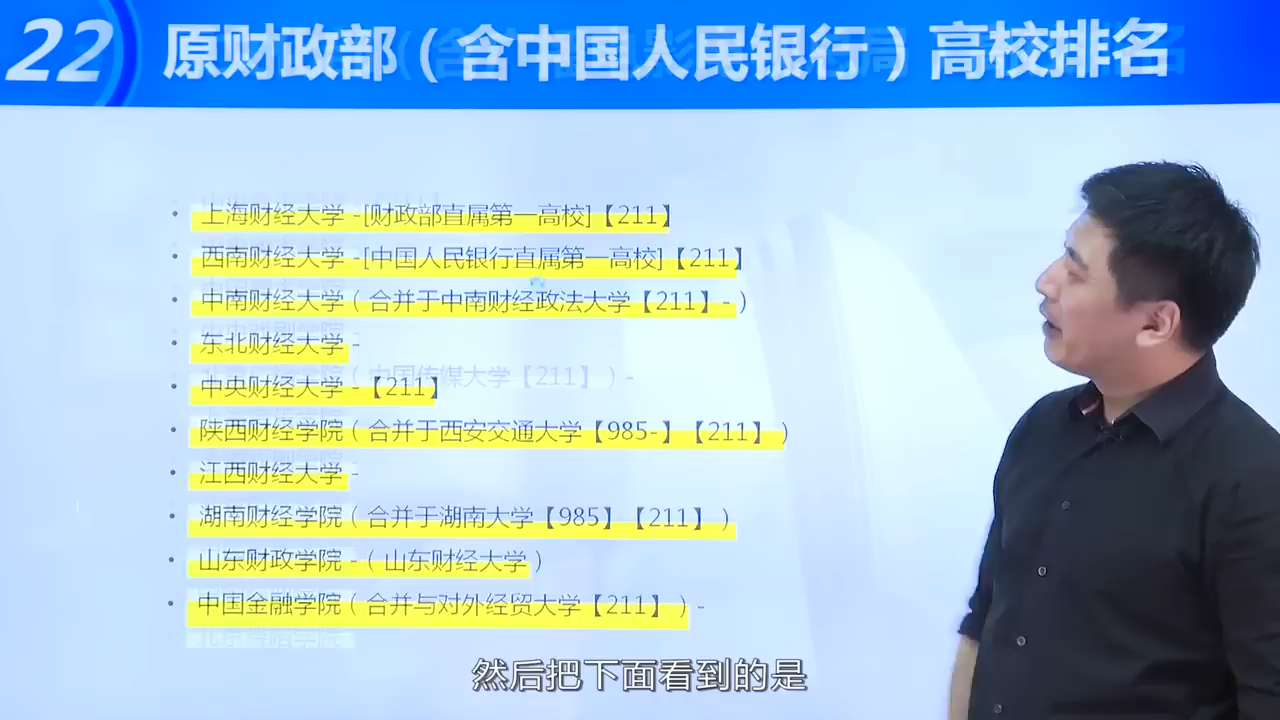 22 原财政部（含中国人民银行）高校排名
• 上海财经大学 -[财政部直属第一高校]【211】
• 西南财经大学 -[中国人民银行直属第一高校]【211】
• 中南财经大学（合并于中南财经政法大学【211】-）
• 东北财经大学 -
• 中央财经大学 -【211】
• 陕西财经学院（合并于西安交通大学【985-】【211】）
• 江西财经大学 -
• 湖南财经学院（合并于湖南大学【985】【211】）
• 山东财政学院 -（山东财经大学）
• 中国金融学院（合并与对外经贸大学【211】）-
然后把下面看到的是